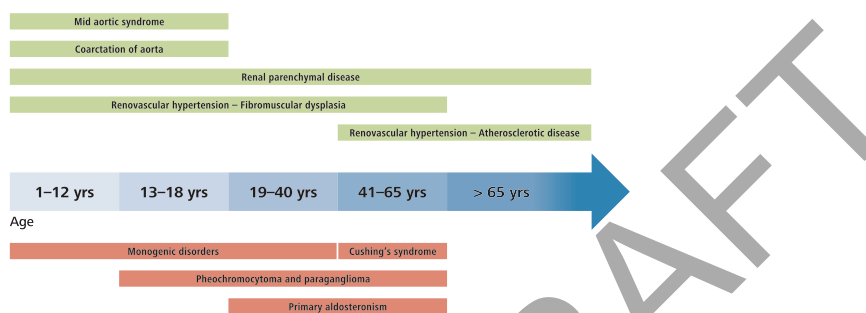 Mid aortic syndrome
Coarctation of aorta
Renal parenchymal disease
Renovascular hypertension – Fibromuscular dysplasia
Renovascular hypertension – Atherosclerotic disease
1–12 yrs 13–18 yrs 19–40 yrs 41–65 yrs > 65 yrs
Age
Monogenic disorders Cushing's syndrome
Pheochromocytoma and paraganglioma
Primary aldosteronism